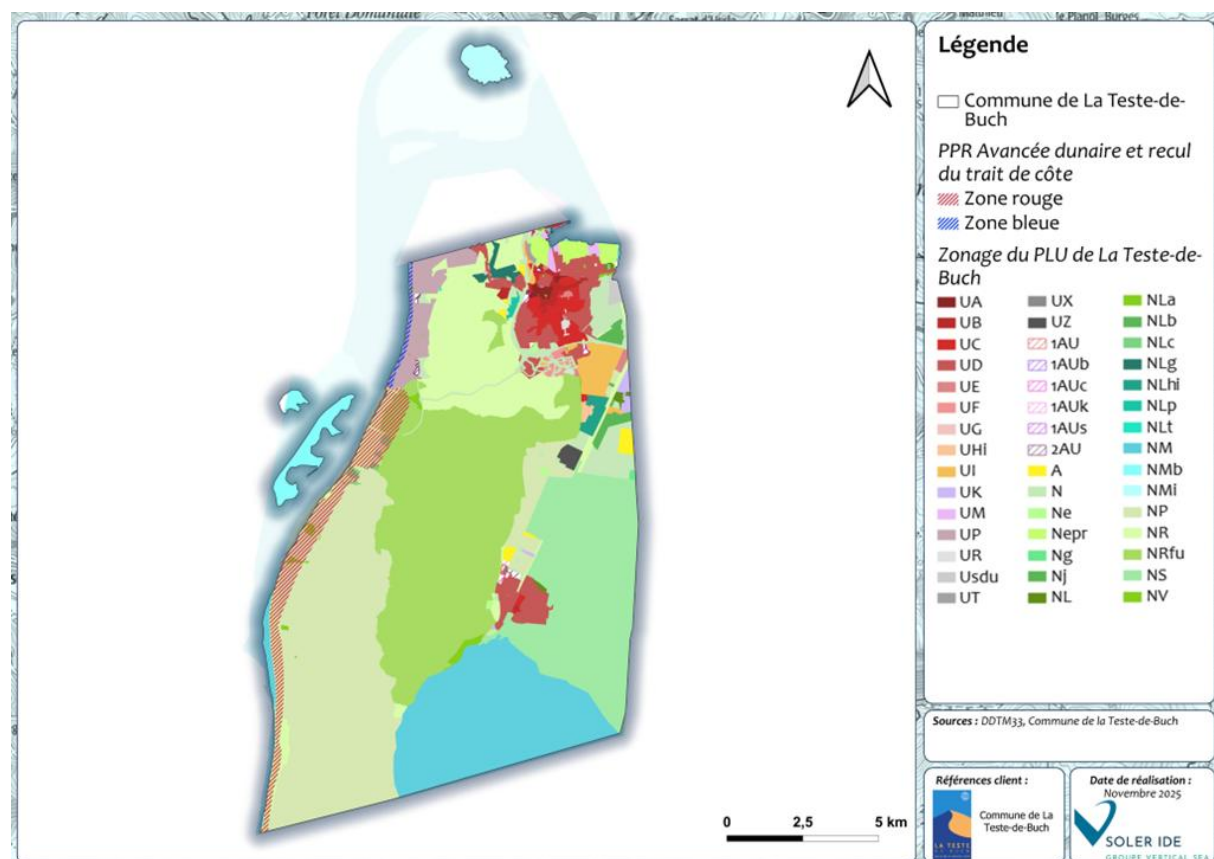 Légende
Commune de La Teste-de-
Buch
PPR Avancée dunaire et recul
du trait de côte
Zone rouge
Zone bleue
Zonage du PLU de La Teste-de-
Buch
UA
UB
UC
UD
UE
UF
UG
UHi
UI
UK
UM
UP
UR
Usdu
UT
UX
UZ
1AU
1AUb
1AUc
1AUk
1AUs
2AU
A
N
Ne
Nepr
Ng
Nj
NL
NLa
NLb
NLc
NLg
NLhi
NLp
NLt
NM
NMb
NMi
NP
NR
NRfu
NS
NV
0 2,5 5 km
Sources : DDTM33, Commune de la Teste-de-Buch
Références client :
LA TESTE
Commune de La
Teste-de-Buch
Date de réalisation :
Novembre 2025
SOLER IDE
GROUPE VERTICAL SEA